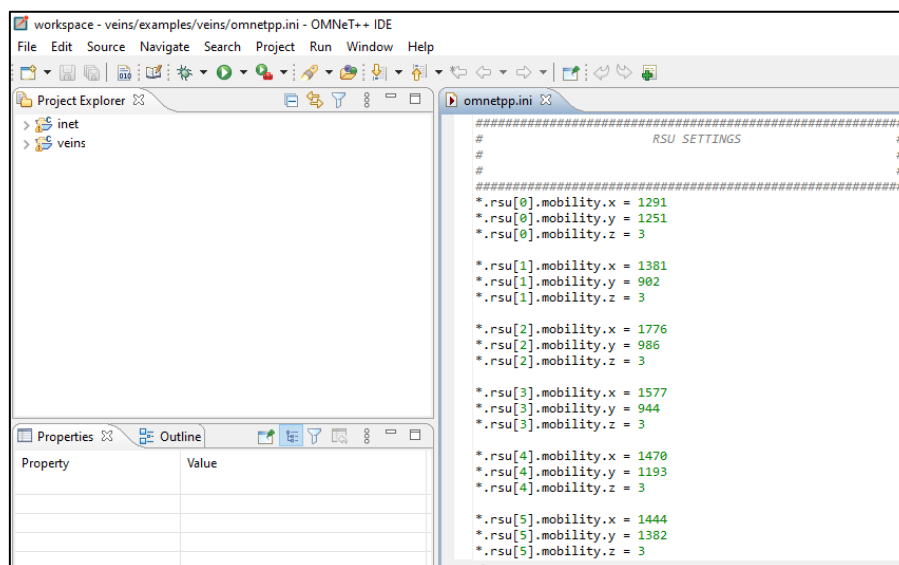 workspace - veins/examples/veins/omnetpp.ini - OMNeT++ IDE
File Edit Source Navigate Search Project Run Window Help
010
Project Explorer
inet
veins
Properties Outline
Property Value
omnetpp.ini
#########################################################
# RSU SETTINGS #
# #
# #
#########################################################
*.rsu[0].mobility.x = 1291
*.rsu[0].mobility.y = 1251
*.rsu[0].mobility.z = 3
*.rsu[1].mobility.x = 1381
*.rsu[1].mobility.y = 902
*.rsu[1].mobility.z = 3
*.rsu[2].mobility.x = 1776
*.rsu[2].mobility.y = 986
*.rsu[2].mobility.z = 3
*.rsu[3].mobility.x = 1577
*.rsu[3].mobility.y = 944
*.rsu[3].mobility.z = 3
*.rsu[4].mobility.x = 1470
*.rsu[4].mobility.y = 1193
*.rsu[4].mobility.z = 3
*.rsu[5].mobility.x = 1444
*.rsu[5].mobility.y = 1382
*.rsu[5].mobility.z = 3